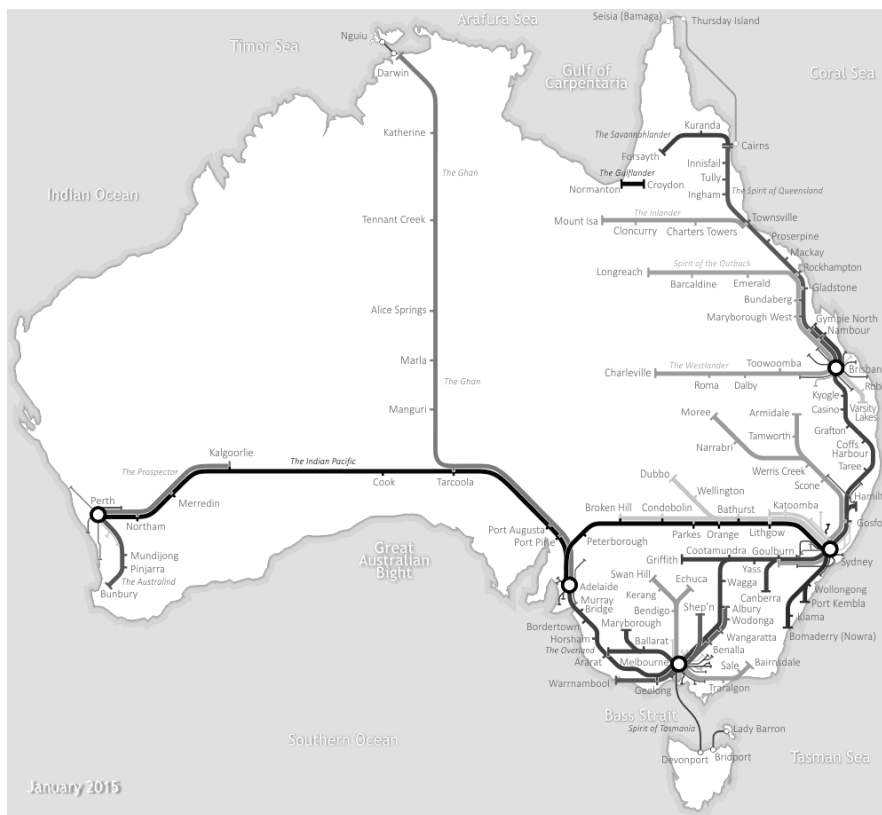 Arafura Sea
Seisia (Bamaga)
Thursday Island
Nguiu
Timor Sea
Darwin
Gulf of
Carpentaria
Coral Sea
Kuranda
The Savannahlander
Katherine
Cairns
Forsayth
Innisfail
The Ghan
The Gulflander
Tully
Normanton
Croydon
Ingham
The Spirit of Queensland
Indian Ocean
The Inlander
Tennant Creek
Mount Isa
Townsville
Cloncurry
Charters Towers
Proserpine
Mackay
Spirit of the Outback
Rockhampton
Longreach
Barcaldine
Emerald
Gladstone
Bundaberg
Alice Springs
Maryborough West
Gympie North
Nambour
Marla
The Westlander
Toowoomba
Charleville
Brisban
The Ghan
Roma
Dalby
Rob
Kyogle
Manguri
Casino
Varsity
Lakes
Moree
Armidale
Grafton
Tamworth
Coffs
Harbour
Narrabri
Kalgoorlie
The Indian Pacific
Taree
The Prospector
Werris Creek
Cook
Tarcoola
Dubbo
Scone
Merredin
Wellington
Hamilt
Perth
Broken Hill
Condobolin
Bathurst
Katoomba
Northam
Port Augusta
Gosfo
Parkes
Orange
Lithgow
Port Pirie
Peterborough
Great
Australian
Bight
Mundijong
Cootamundra
Goulburn
Griffith
Sydney
Pinjarra
Yass
The Australind
Swan Hill
Echuca
Wagga
Bunbury
Adelaide
Kerang
Canberra
Wollongong
Murray
Bridge
Shep'n
Albury
Port Kembla
Bendigo
Wodonga
Kiama
Bordertown
Maryborough
Wangaratta
Bomaderry (Nowra)
Horsham
Ballarat
Benalla
The Overland
Ararat
Melbourne
Sale
Bairnsdale
Warrnambool
Geelong
Traralgon
Bass Strait
Spirit of Tasmania
Lady Barron
Southern Ocean
Devonport
Bridport
Tasman Sea
January 2015